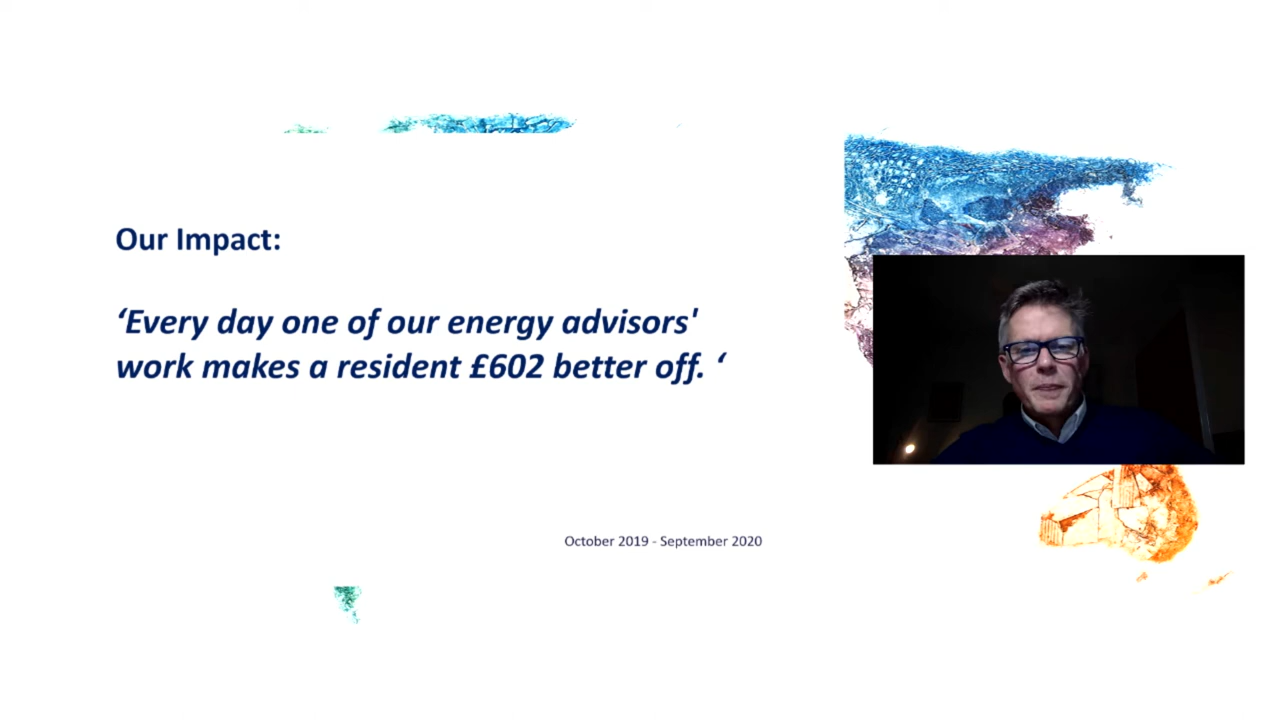 Our Impact:
‘Every day one of our energy advisors'
work makes a resident £602 better off. ‘
October 2019 - September 2020